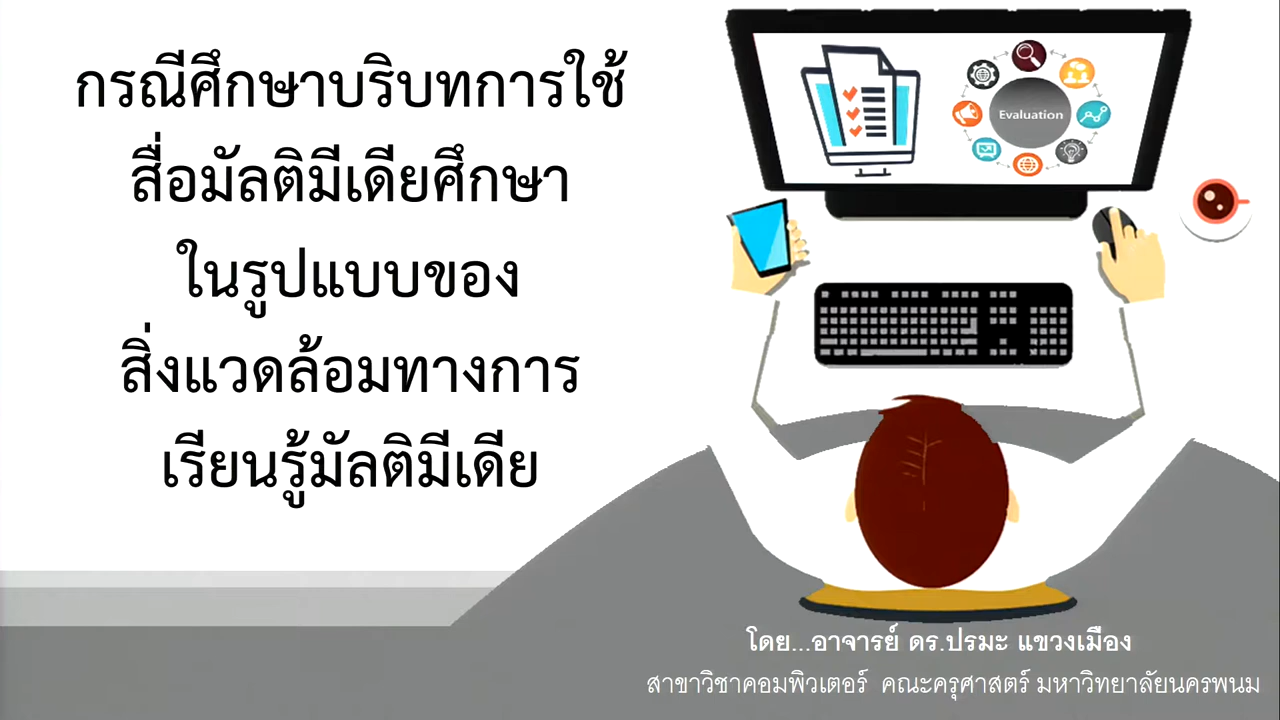 กรณีศึกษาบริบทการใช้
สื่อมัลติมีเดียศึกษา
ในรูปแบบของ
สิ่งแวดล้อมทางการ
เรียนรู้มัลติมีเดีย
Evaluation
โดย...อาจารย์ ดร.ปรมะ แขวงเมือง
สาขาวิชาคอมพิวเตอร์ คณะครุศาสตร์ มหาวิทยาลัยนครพนม